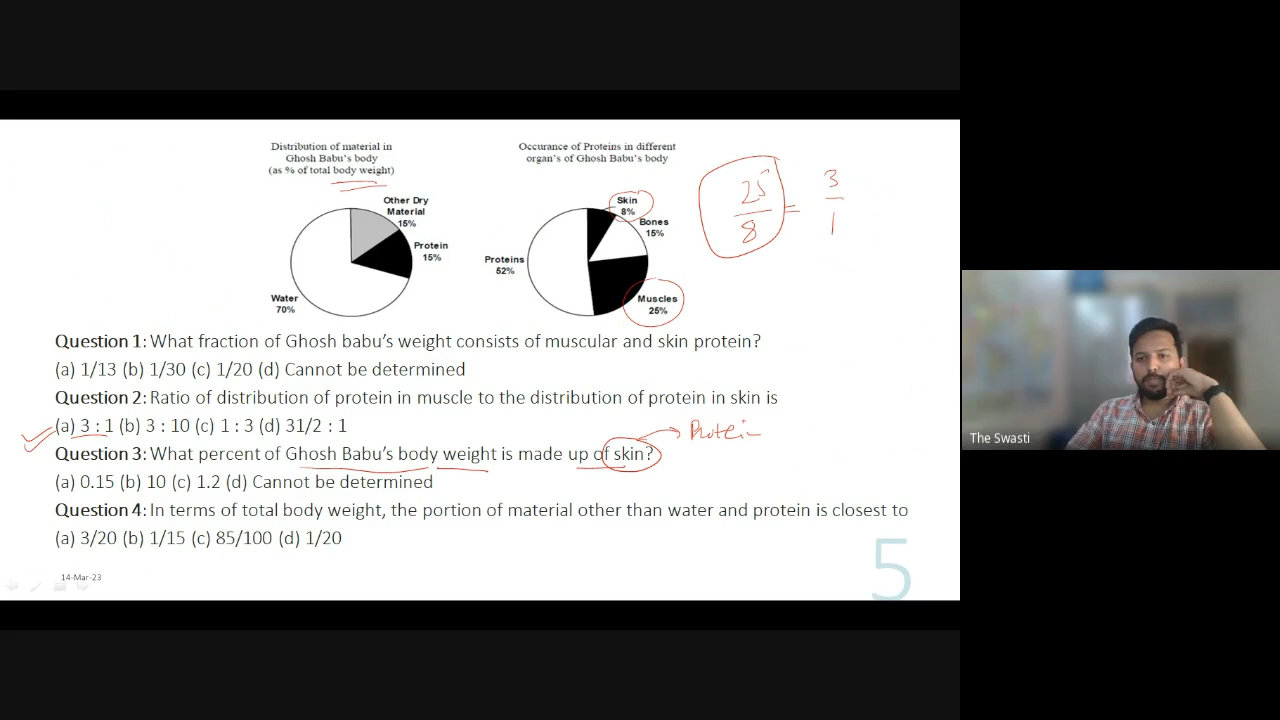 Distribution of material in
Ghosh Babu's body
(as % of total body weight)
Occurance of Proteins in different
organ's of Ghosh Babu's body
Other Dry
Material
15%
Protein
15%
Water
70%
Skin
8%
Bones
15%
Proteins
52%
Muscles
25%
25
8
=
3
1
Question 1: What fraction of Ghosh babu's weight consists of muscular and skin protein?
(a) 1/13 (b) 1/30 (c) 1/20 (d) Cannot be determined
Question 2: Ratio of distribution of protein in muscle to the distribution of protein in skin is
(a) 3 : 1 (b) 3 : 10 (c) 1 : 3 (d) 31/2 : 1
Protein
Question 3: What percent of Ghosh Babu's body weight is made up of skin?
(a) 0.15 (b) 10 (c) 1.2 (d) Cannot be determined
Question 4: In terms of total body weight, the portion of material other than water and protein is closest to
(a) 3/20 (b) 1/15 (c) 85/100 (d) 1/20
14-Mar-23
5
The Swasti